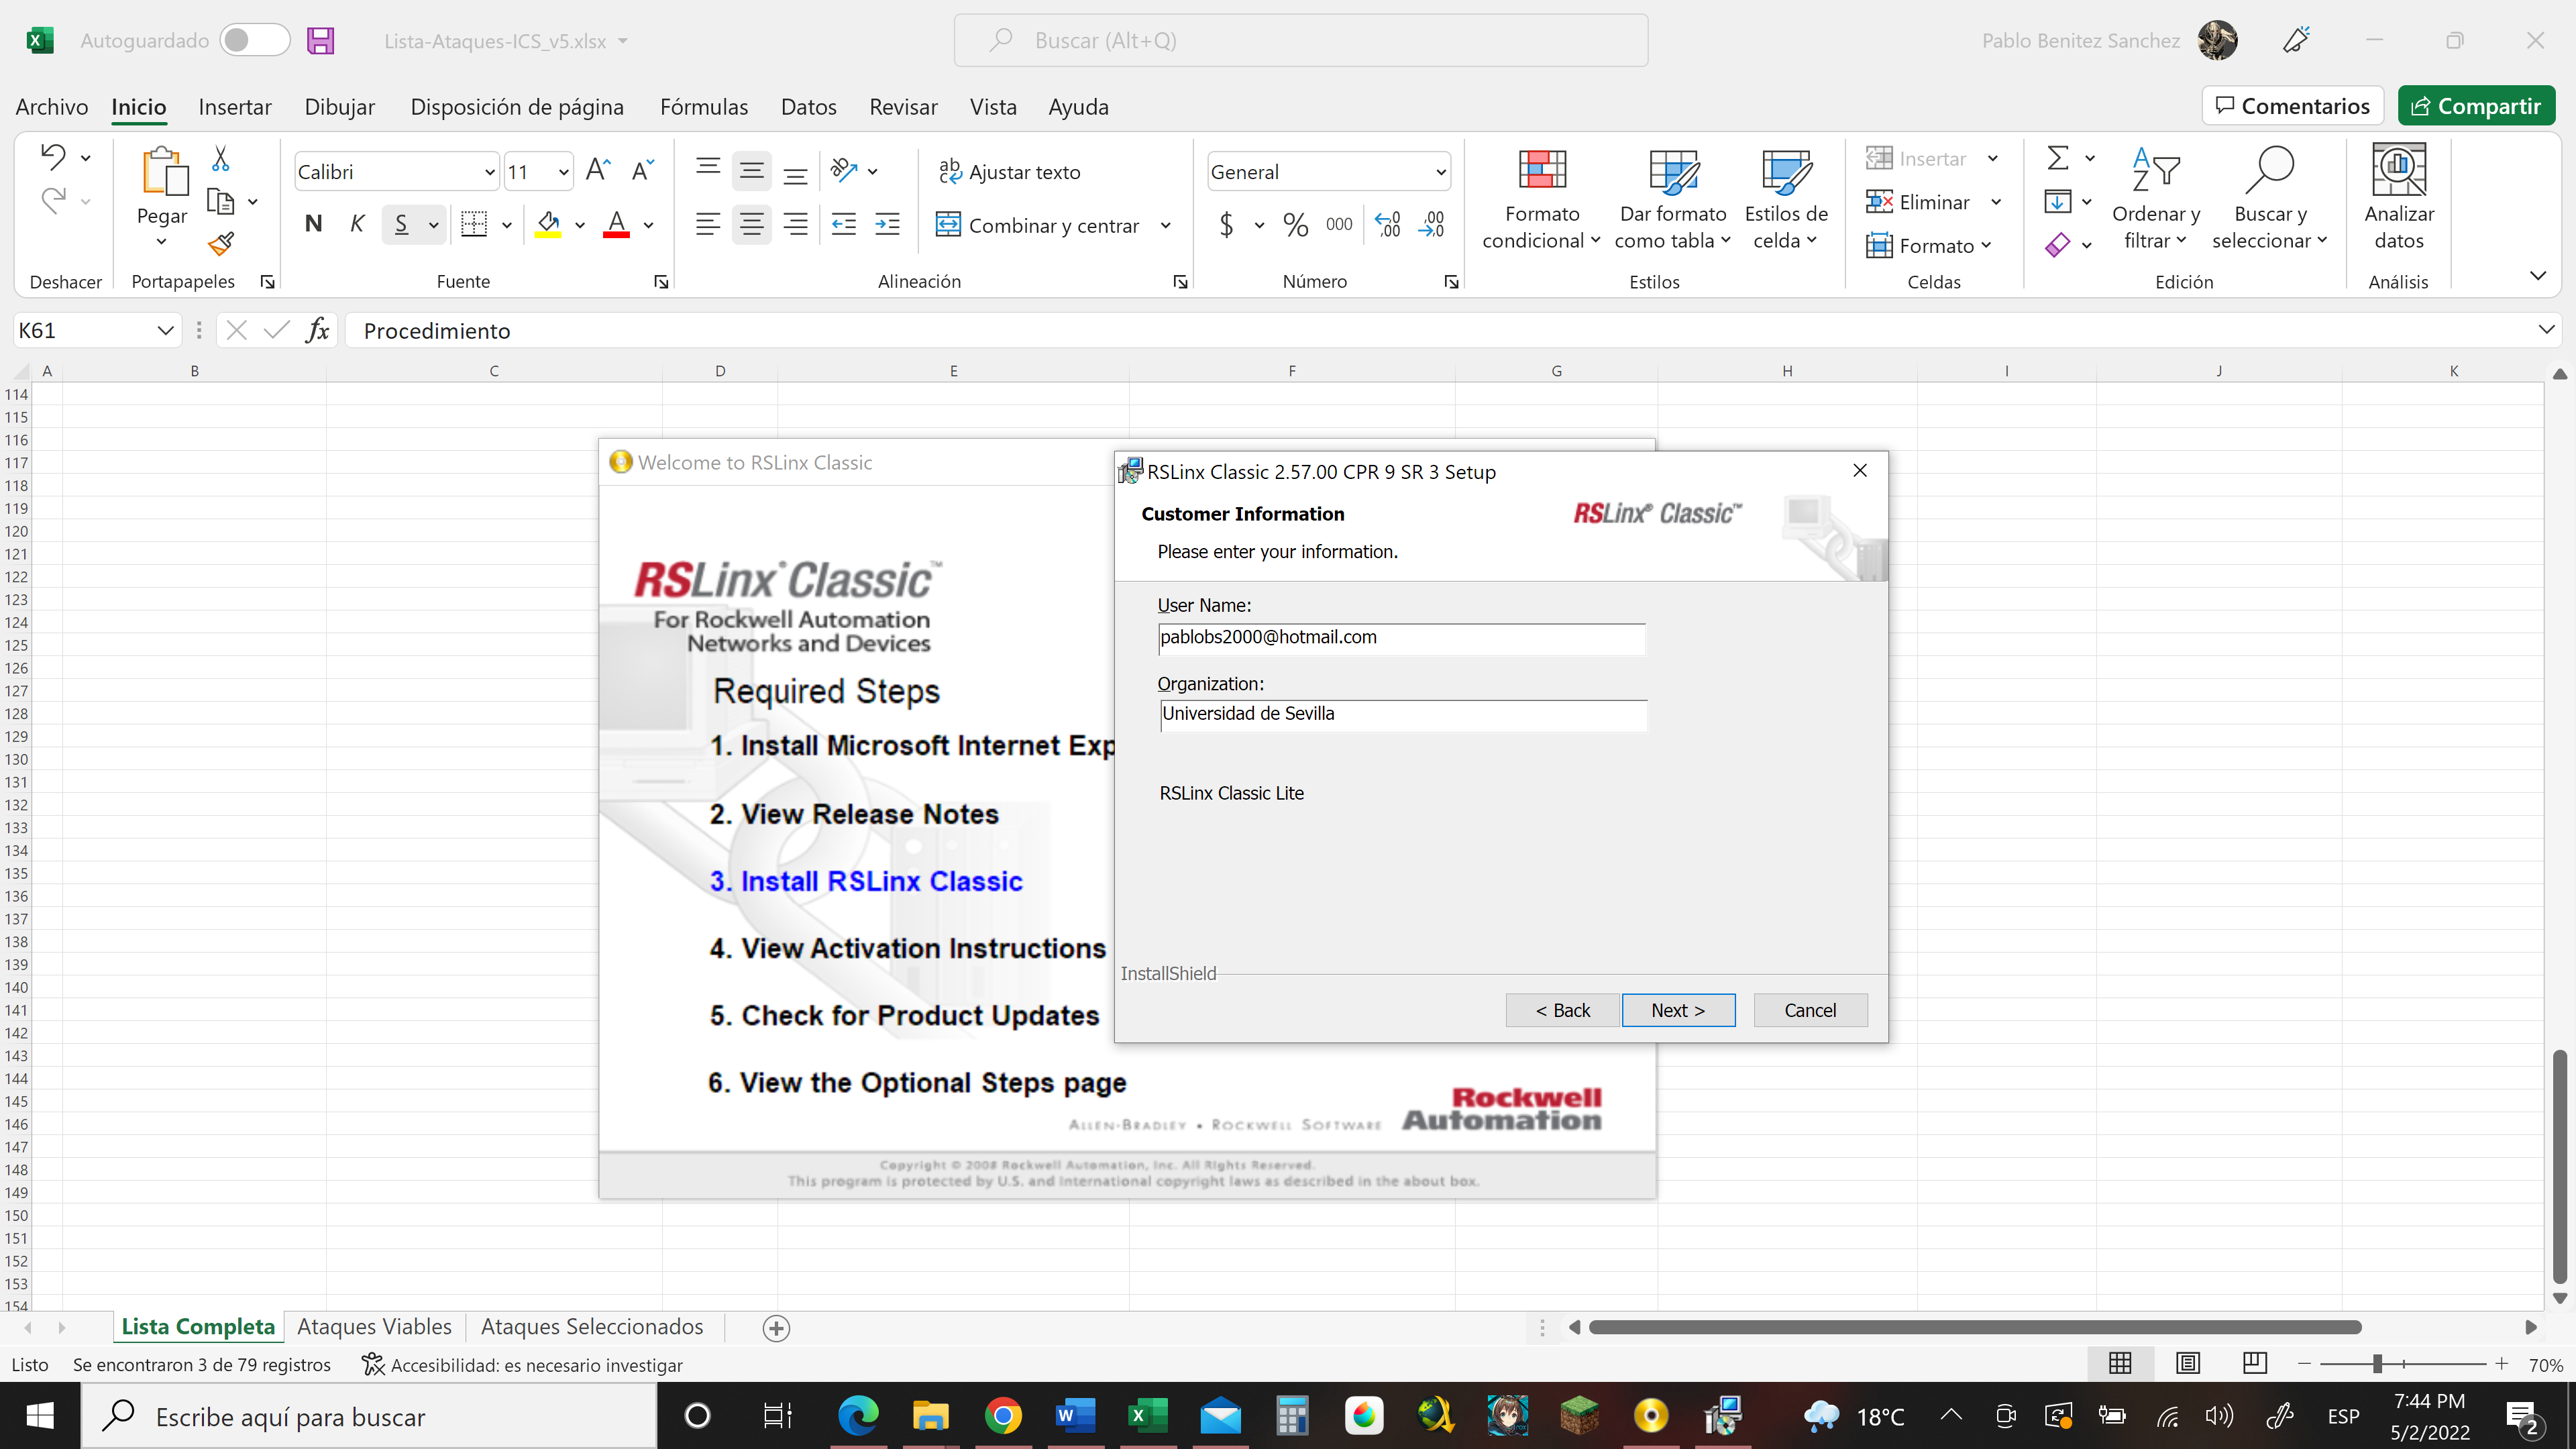 Autoguardado
Lista-Ataques-ICS_v5.xlsx
Buscar (Alt+Q)
Pablo Benitez Sanchez
Archivo Inicio Insertar Dibujar Disposición de página Fórmulas Datos Revisar Vista Ayuda
Comentarios Compartir
Pegar
Calibri 11
N K S
Ajustar texto
Combinar y centrar
General
$ % 000
Formato condicional
Dar formato como tabla
Estilos de celda
Insertar
Eliminar
Formato
Ordenar y filtrar
Buscar y seleccionar
Analizar datos
Deshacer Portapapeles Fuente Alineación Número Estilos Celdas Edición Análisis
K61 fx Procedimiento
A B C D E F G H I J K
114
115
116
117
118
119
120
121
122
123
124
125
126
127
128
129
130
131
132
133
134
135
136
137
138
139
140
141
142
143
144
145
146
147
148
149
150
151
152
153
154
Welcome to RSLinx Classic
RSLinx® Classic™
For Rockwell Automation
Networks and Devices
Required Steps
1. Install Microsoft Internet Exp
2. View Release Notes
3. Install RSLinx Classic
4. View Activation Instructions
5. Check for Product Updates
6. View the Optional Steps page
Rockwell
Automation
Allen-Bradley • Rockwell Software
Copyright © 2008 Rockwell Automation, Inc. All Rights Reserved.
This program is protected by U.S. and International copyright laws as described in the about box.
RSLinx Classic 2.57.00 CPR 9 SR 3 Setup
Customer Information
RSLinx® Classic™
Please enter your information.
User Name:
pablobs2000@hotmail.com
Organization:
Universidad de Sevilla
RSLinx Classic Lite
InstallShield
< Back Next > Cancel
Lista Completa Ataques Viables Ataques Seleccionados
Listo Se encontraron 3 de 79 registros Accesibilidad: es necesario investigar
70%
Escribe aquí para buscar
18°C
ESP
7:44 PM
5/2/2022
2